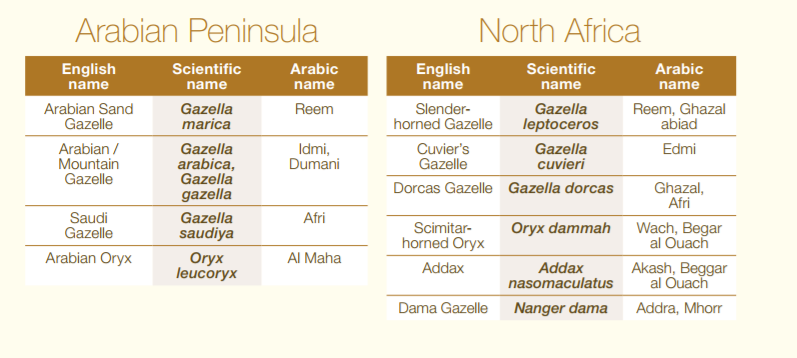 Arabian Peninsula
English name Scientific name Arabic name
Arabian Sand Gazelle Gazella marica Reem
Arabian / Mountain Gazelle Gazella arabica, Gazella gazella Idmi, Dumani
Saudi Gazelle Gazella saudiya Afri
Arabian Oryx Oryx leucoryx Al Maha
North Africa
English name Scientific name Arabic name
Slender-horned Gazelle Gazella leptoceros Reem, Ghazal abiad
Cuvier's Gazelle Gazella cuvieri Edmi
Dorcas Gazelle Gazella dorcas Ghazal, Afri
Scimitar-horned Oryx Oryx dammah Wach, Begar al Ouach
Addax Addax nasomaculatus Akash, Beggar al Ouach
Dama Gazelle Nanger dama Addra, Mhorr